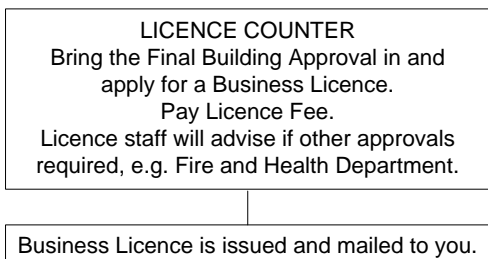 LICENCE COUNTER
Bring the Final Building Approval in and
apply for a Business Licence.
Pay Licence Fee.
Licence staff will advise if other approvals
required, e.g. Fire and Health Department.
Business Licence is issued and mailed to you.